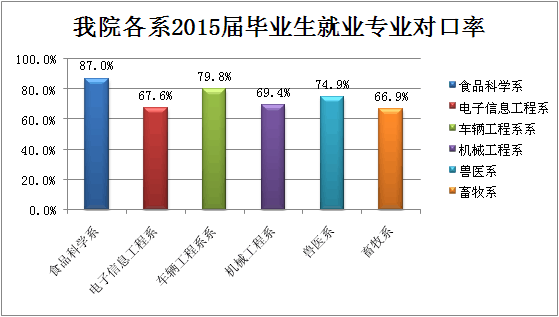 我院各系2015届毕业生就业专业对口率
100.0%
80.0%
60.0%
40.0%
20.0%
0.0%
87.0%
67.6%
79.8%
69.4%
74.9%
66.9%
食品科学系
电子信息工程系
车辆工程系系
机械工程系
兽医系
畜牧系
食品科学系
电子信息工程系
车辆工程系系
机械工程系
兽医系
畜牧系